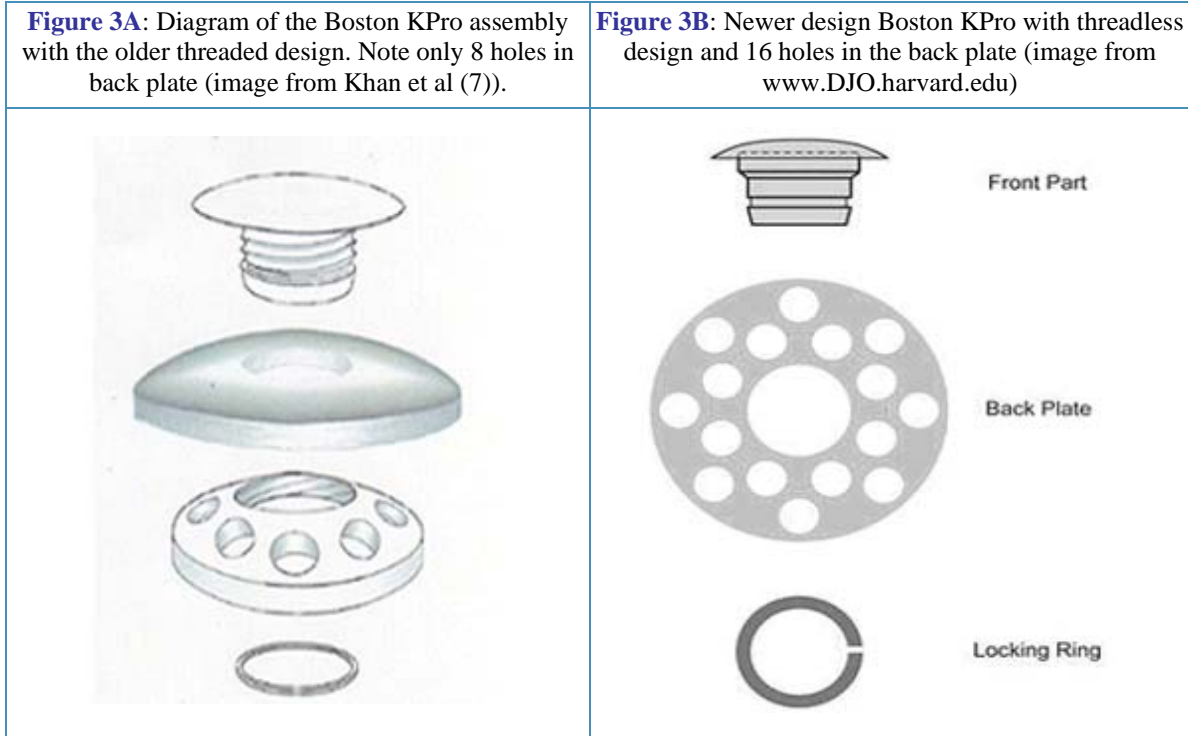 Figure 3A: Diagram of the Boston KPro assembly
with the older threaded design. Note only 8 holes in
back plate (image from Khan et al (7)).
Figure 3B: Newer design Boston KPro with threadless
design and 16 holes in the back plate (image from
www.DJO.harvard.edu)
Front Part
Back Plate
Locking Ring